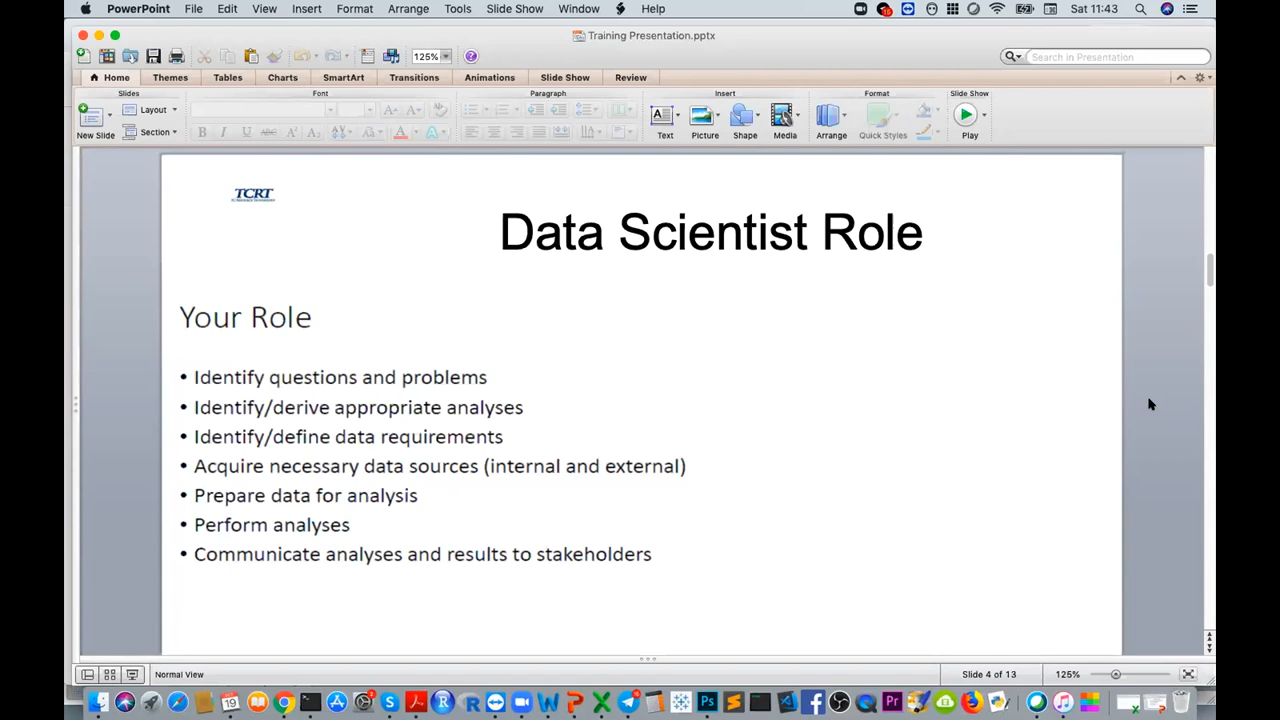 PowerPoint File Edit View Insert Format Arrange Tools Slide Show Window Help Sat 11:43
Training Presentation.pptx
125% Search in Presentation
Home Themes Tables Charts SmartArt Transitions Animations Slide Show Review
Slides Font Paragraph Insert Format Slide Show
Layout
Section
New Slide Text Picture Shape Media Arrange Quick Styles Play
TCRT
Data Scientist Role
Your Role
• Identify questions and problems
• Identify/derive appropriate analyses
• Identify/define data requirements
• Acquire necessary data sources (internal and external)
• Prepare data for analysis
• Perform analyses
• Communicate analyses and results to stakeholders
Normal View Slide 4 of 13 125%